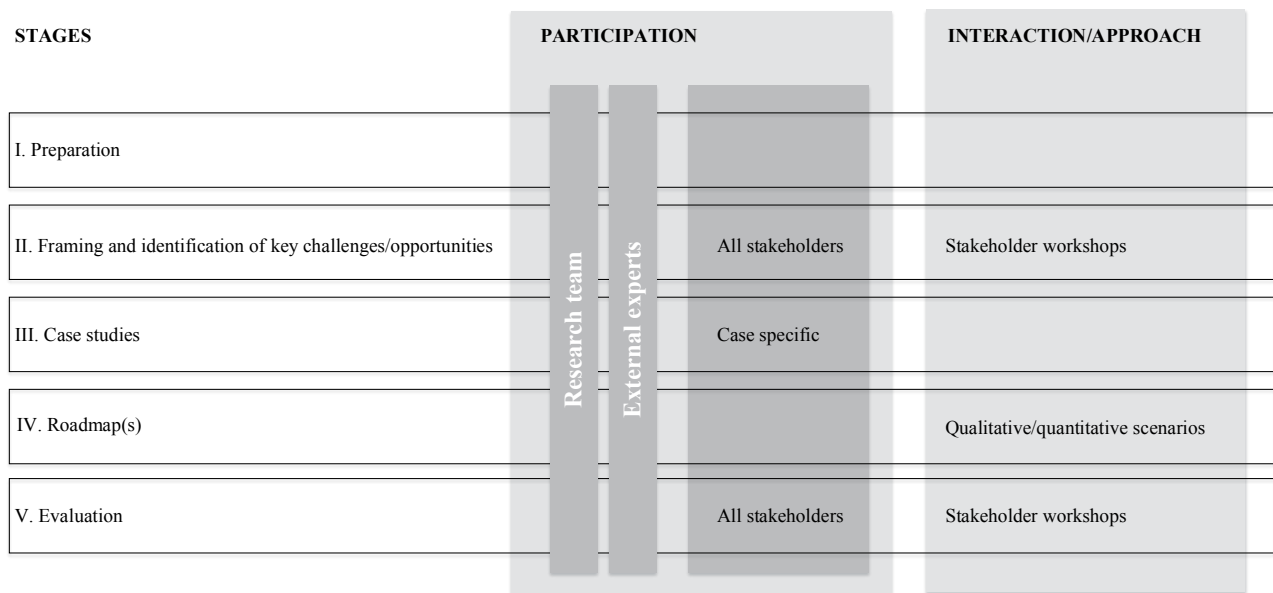 STAGES
PARTICIPATION
INTERACTION/APPROACH
I. Preparation
II. Framing and identification of key challenges/opportunities
All stakeholders
Stakeholder workshops
III. Case studies
Case specific
IV. Roadmap(s)
Qualitative/quantitative scenarios
V. Evaluation
All stakeholders
Stakeholder workshops
Research team
External experts